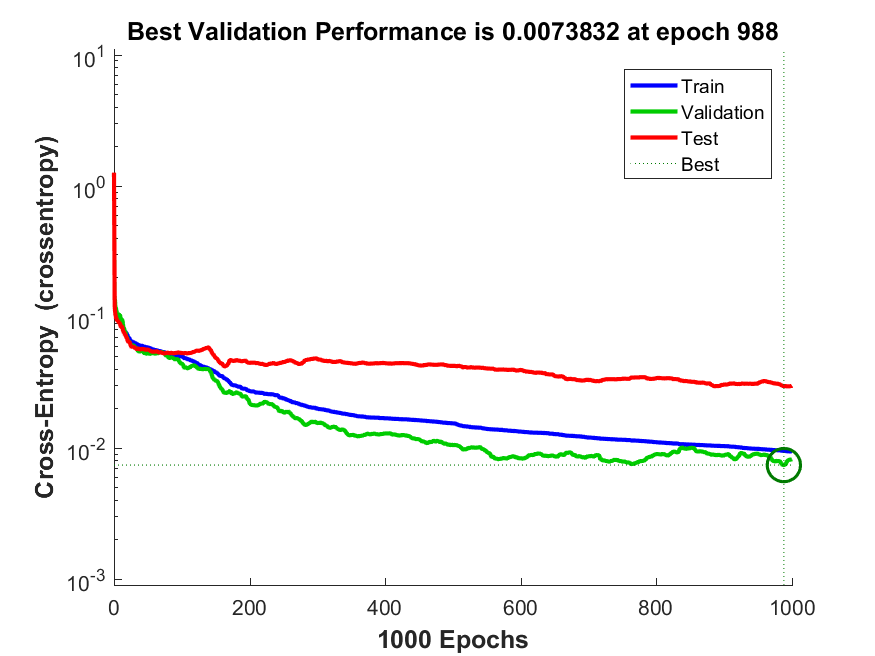 Best Validation Performance is 0.0073832 at epoch 988
Cross-Entropy (crossentropy)
10^1
10^0
10^-1
10^-2
10^-3
Train
Validation
Test
Best
0 200 400 600 800 1000
1000 Epochs